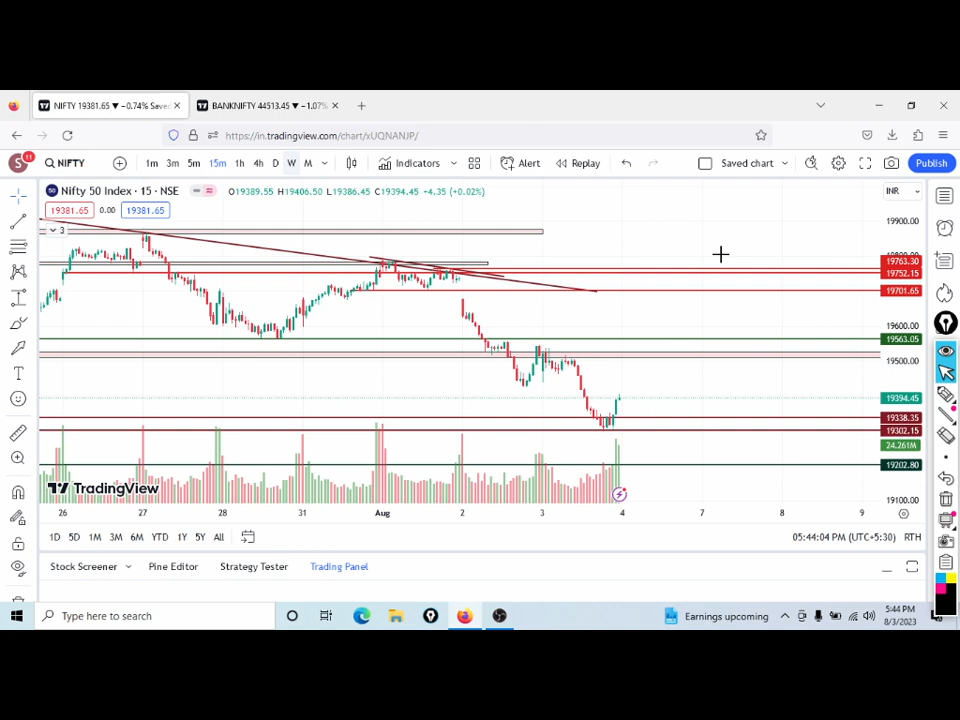 NIFTY 19381.65 ▼ −0.74% Saved
BANKNIFTY 44513.45 ▼ −1.07%
https://in.tradingview.com/chart/xUQNANJP/
S 11 NIFTY 1m 3m 5m 15m 1h 4h D W M Indicators Alert Replay Saved chart Publish
Nifty 50 Index · 15 · NSE O19389.55 H19406.50 L19386.45 C19394.45 +4.35 (+0.02%) INR
19381.65 0.00 19381.65
3
19900.00
19800.00
19763.30
19752.15
19701.65
19600.00
19563.05
19500.00
19394.45
19338.35
19302.15
24.261M
19202.80
19100.00
TradingView
26 27 28 31 Aug 2 3 4 7 8 9
1D 5D 1M 3M 6M YTD 1Y 5Y All 05:44:04 PM (UTC+5:30) RTH
Stock Screener Pine Editor Strategy Tester Trading Panel
Type here to search Earnings upcoming 5:44 PM
8/3/2023